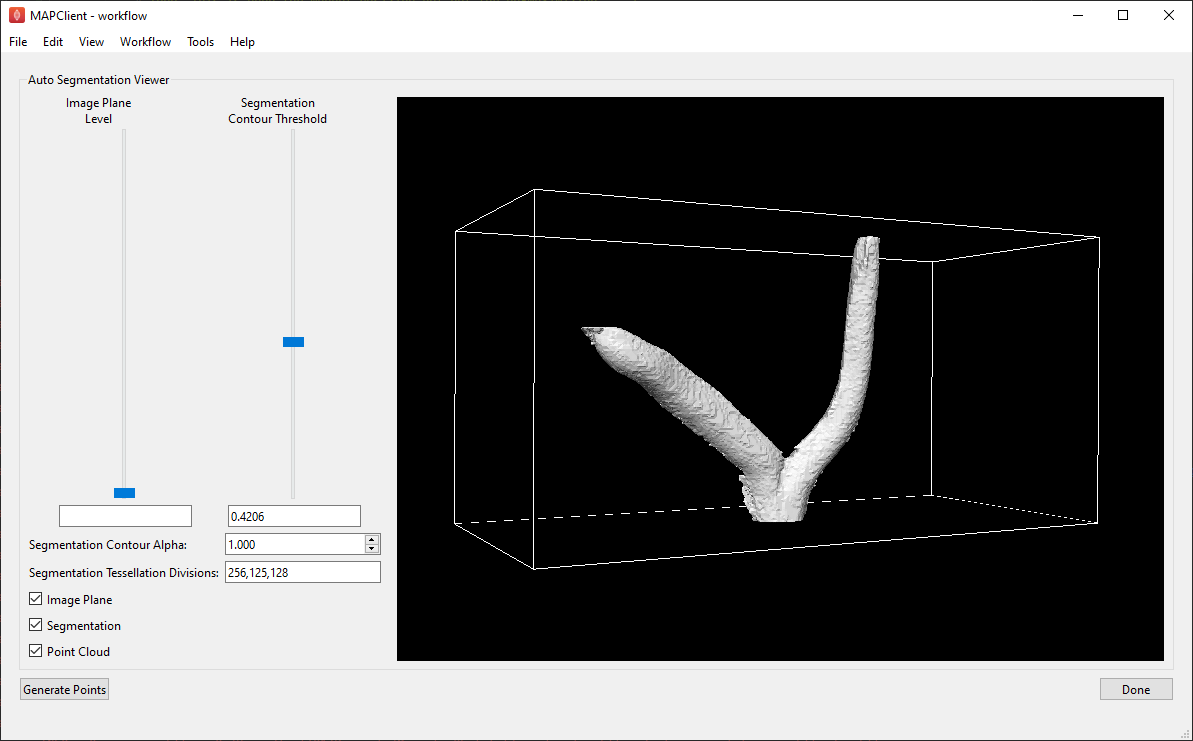 MAPClient - workflow
File Edit View Workflow Tools Help
Auto Segmentation Viewer
Image Plane
Level
Segmentation
Contour Threshold
0.4206
Segmentation Contour Alpha: 1.000
Segmentation Tessellation Divisions: 256,125,128
Image Plane
Segmentation
Point Cloud
Generate Points
Done